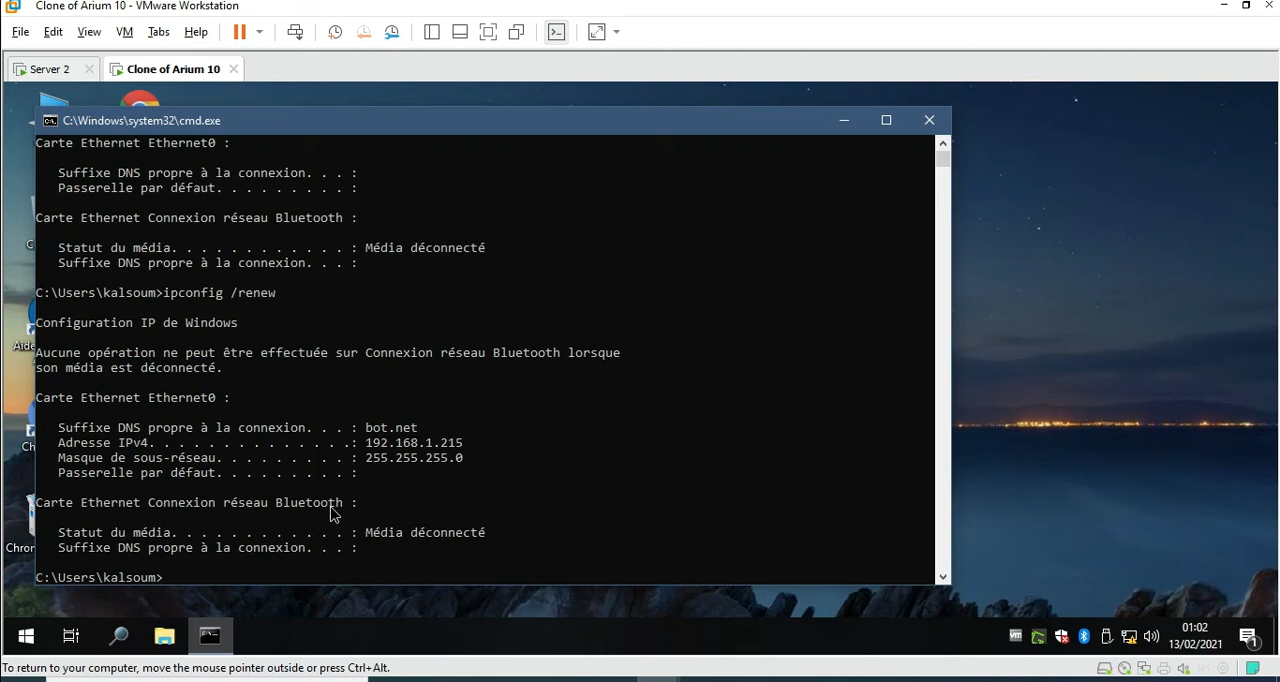 Clone of Arium 10 - VMware Workstation
File Edit View VM Tabs Help
Server 2 Clone of Arium 10
C:\Windows\system32\cmd.exe
Carte Ethernet Ethernet0 :
Suffixe DNS propre à la connexion. . . :
Passerelle par défaut. . . . . . . . . :
Carte Ethernet Connexion réseau Bluetooth :
Statut du média. . . . . . . . . . . . : Média déconnecté
Suffixe DNS propre à la connexion. . . :
C:\Users\kalsoum>ipconfig /renew
Configuration IP de Windows
Aucune opération ne peut être effectuée sur Connexion réseau Bluetooth lorsque
son média est déconnecté.
Carte Ethernet Ethernet0 :
Suffixe DNS propre à la connexion. . . : bot.net
Adresse IPv4. . . . . . . . . . . . . .: 192.168.1.215
Masque de sous-réseau. . . . . . . . . : 255.255.255.0
Passerelle par défaut. . . . . . . . . :
Carte Ethernet Connexion réseau Bluetooth :
Statut du média. . . . . . . . . . . . : Média déconnecté
Suffixe DNS propre à la connexion. . . :
C:\Users\kalsoum>
01:02
13/02/2021
1
To return to your computer, move the mouse pointer outside or press Ctrl+Alt.